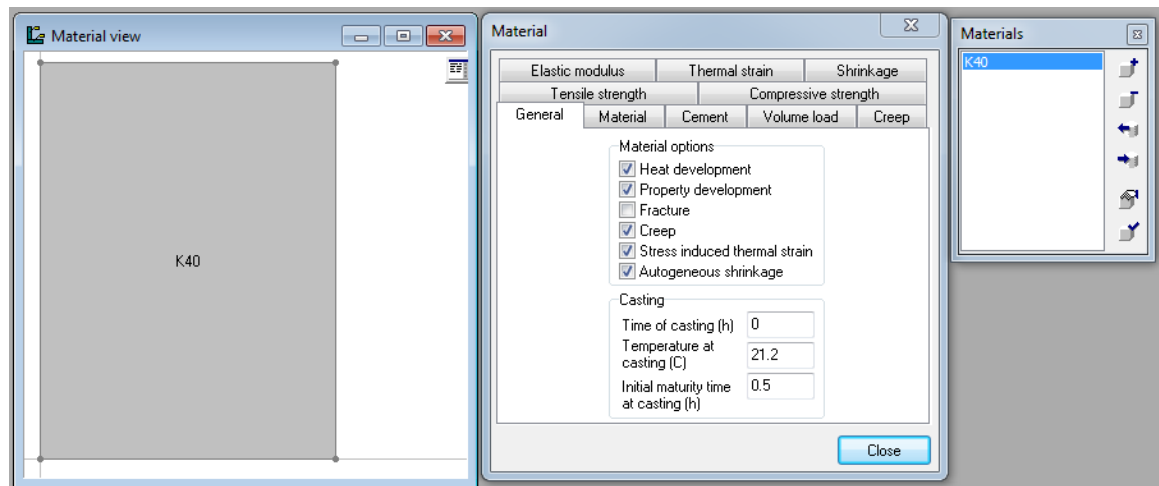 Material view
K40
Material
Elastic modulus
Thermal strain
Shrinkage
Tensile strength
Compressive strength
General
Material
Cement
Volume load
Creep
Material options
Heat development
Property development
Fracture
Creep
Stress induced thermal strain
Autogeneous shrinkage
Casting
Time of casting (h)
0
Temperature at
casting (C)
21.2
Initial maturity time
at casting (h)
0.5
Close
Materials
K40